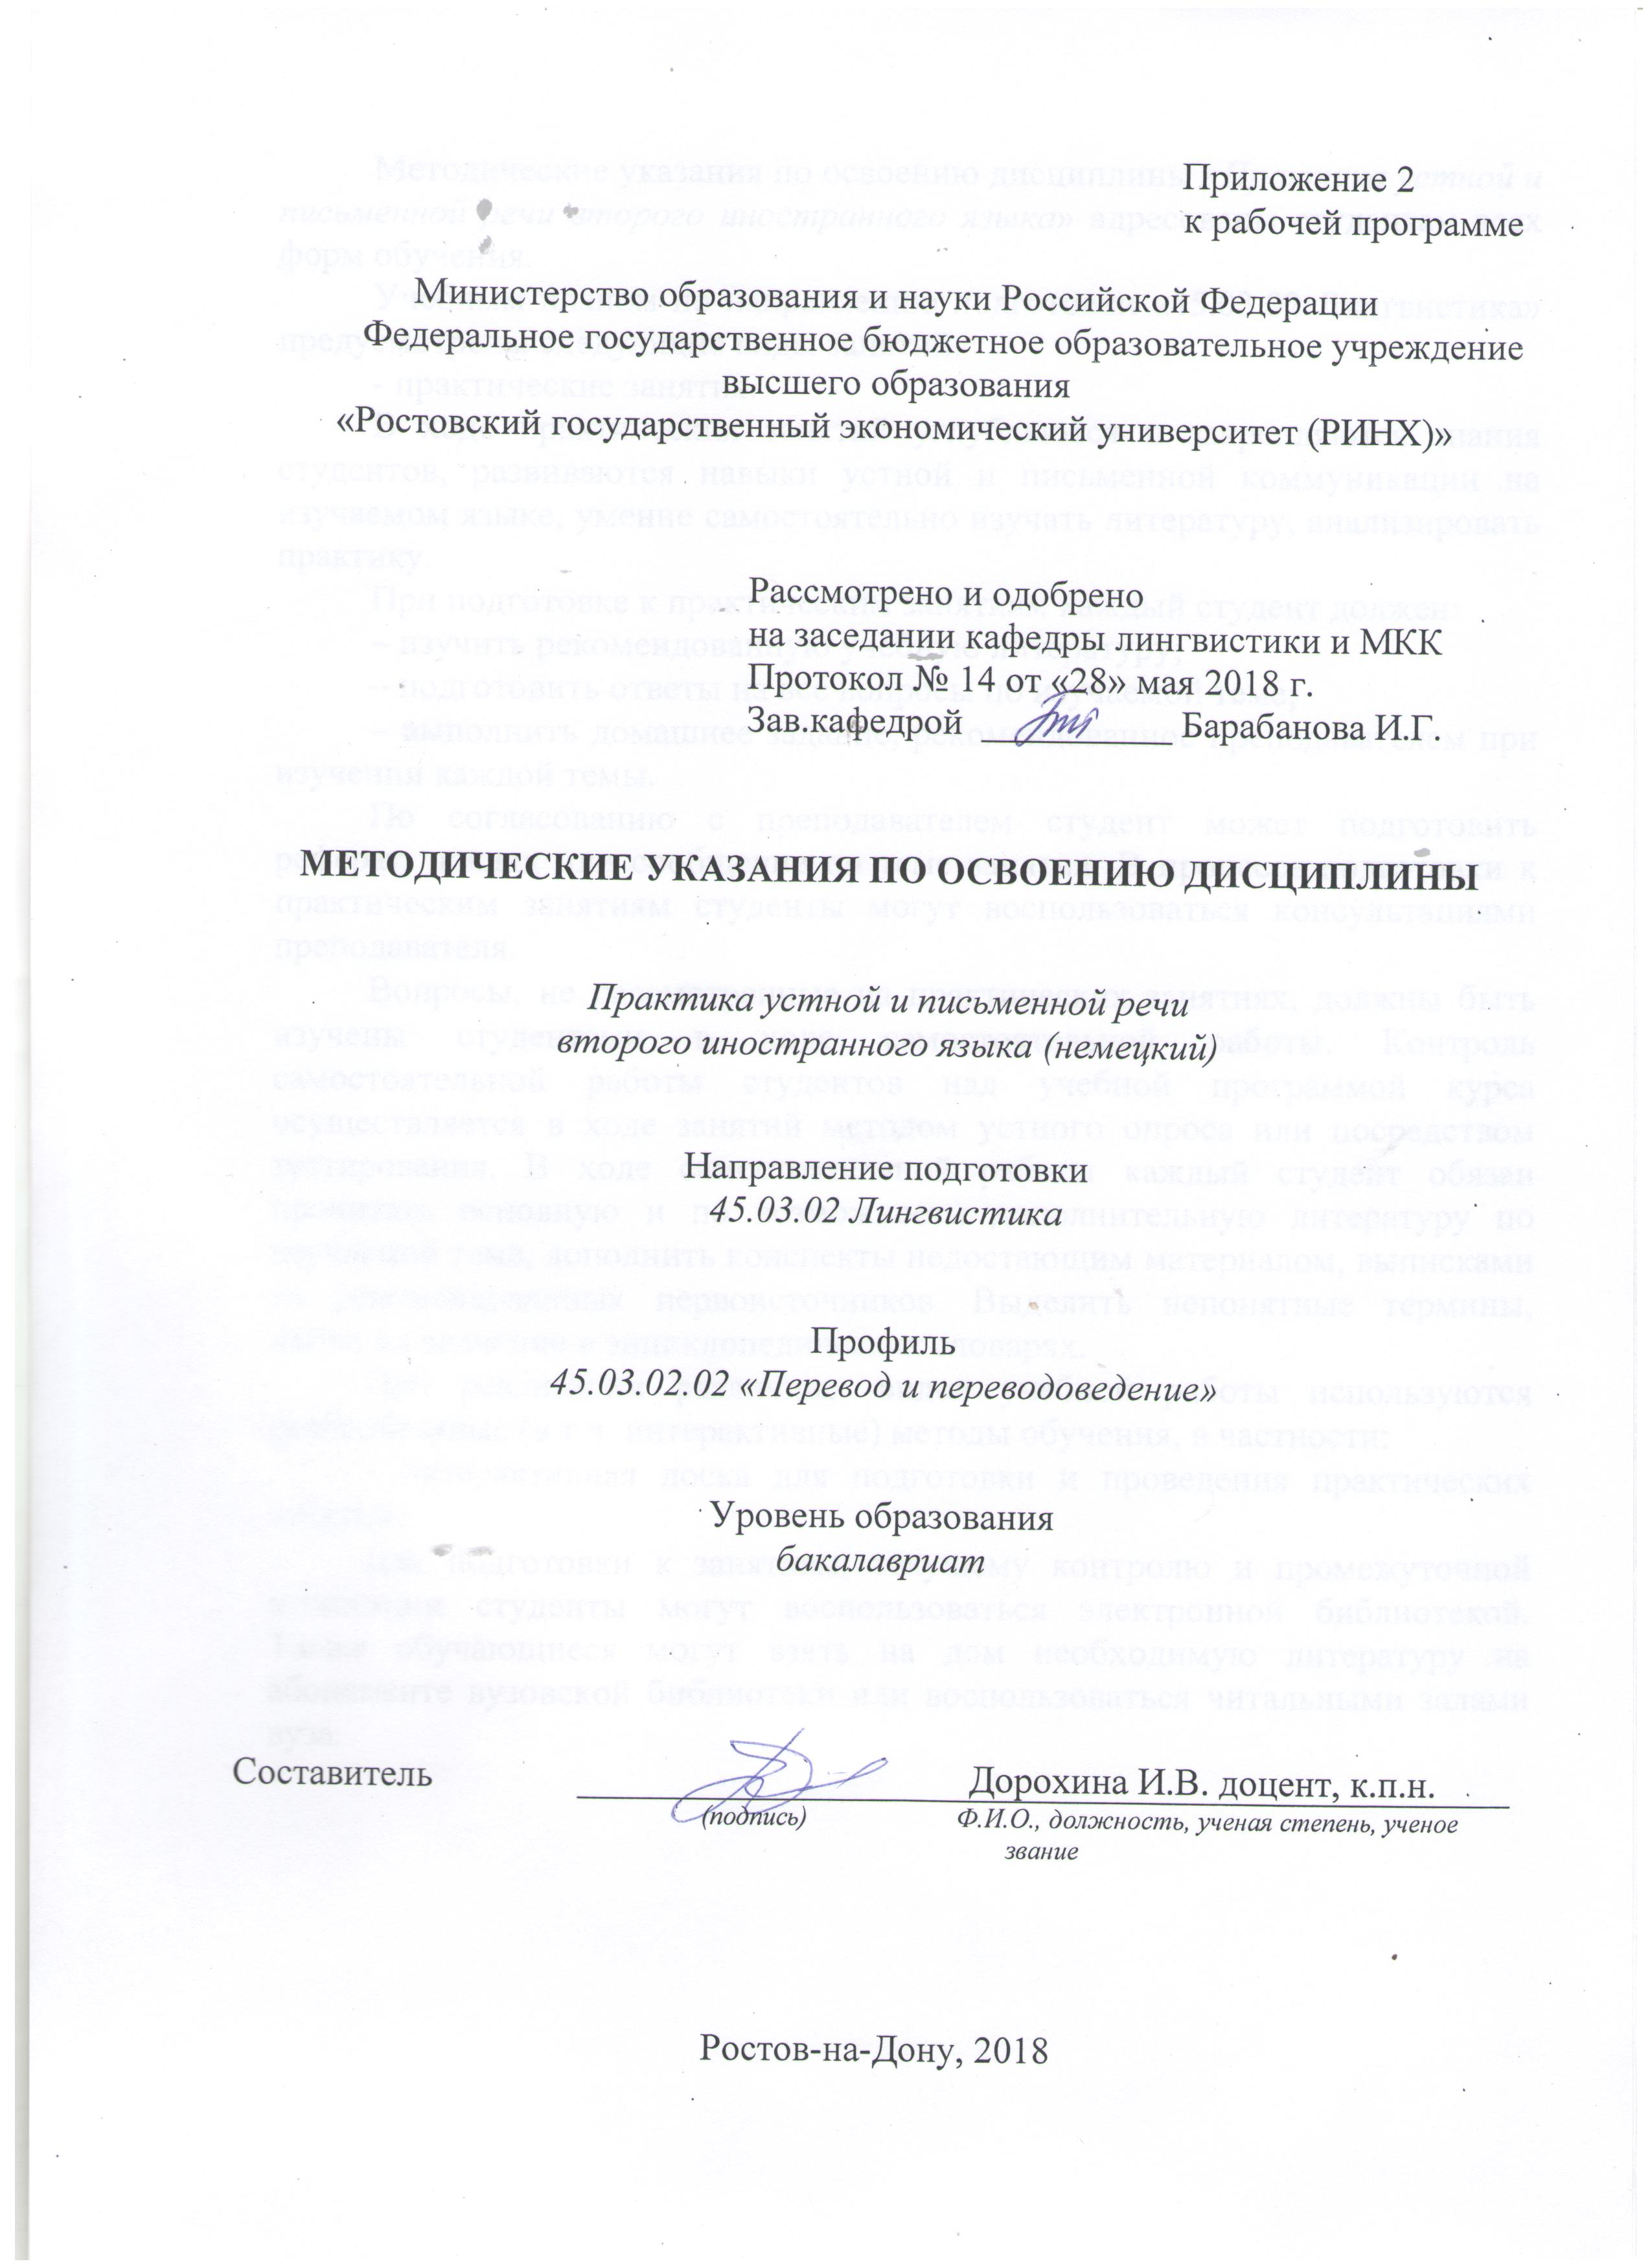 Приложение 2
к рабочей программе
Министерство образования и науки Российской Федерации
Федеральное государственное бюджетное образовательное учреждение
высшего образования
«Ростовский государственный экономический университет (РИНХ)»
Рассмотрено и одобрено
на заседании кафедры лингвистики и МКК
Протокол № 14 от «28» мая 2018 г.
Зав.кафедрой Барабанова И.Г.
МЕТОДИЧЕСКИЕ УКАЗАНИЯ ПО ОСВОЕНИЮ ДИСЦИПЛИНЫ
Практика устной и письменной речи
второго иностранного языка (немецкий)
Направление подготовки
45.03.02 Лингвистика
Профиль
45.03.02.02 «Перевод и переводоведение»
Уровень образования
бакалавриат
Составитель Дорохина И.В. доцент, к.п.н.
(подпись) Ф.И.О., должность, ученая степень, ученое
звание
Ростов-на-Дону, 2018